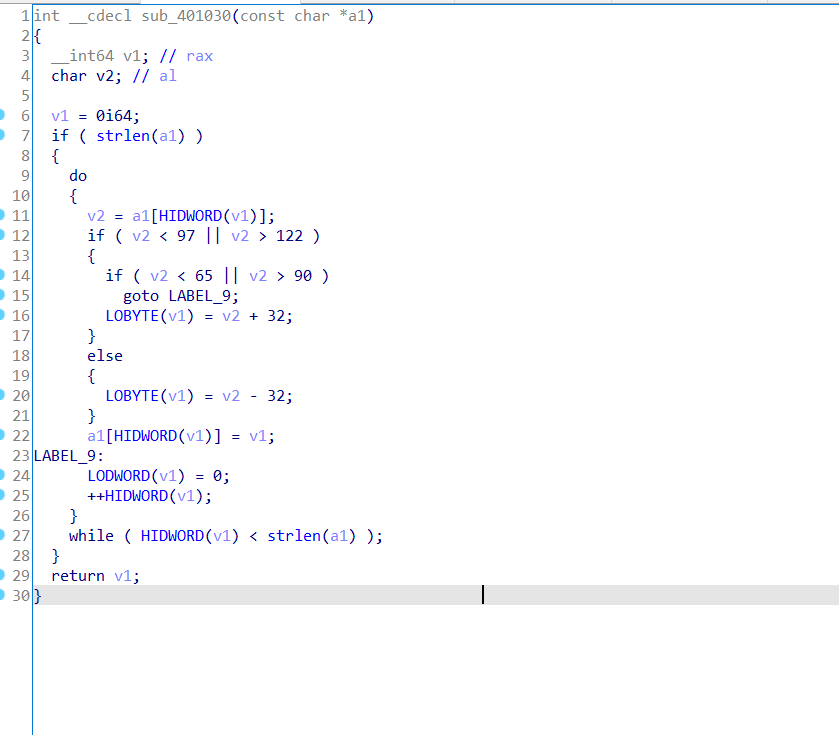 1 int __cdecl sub_401030(const char *a1)
2 {
3   __int64 v1; // rax
4   char v2; // al
5
6   v1 = 0i64;
7   if ( strlen(a1) )
8   {
9     do
10     {
11       v2 = a1[HIDWORD(v1)];
12       if ( v2 < 97 || v2 > 122 )
13       {
14         if ( v2 < 65 || v2 > 90 )
15           goto LABEL_9;
16         LOBYTE(v1) = v2 + 32;
17       }
18       else
19       {
20         LOBYTE(v1) = v2 - 32;
21       }
22       a1[HIDWORD(v1)] = v1;
23 LABEL_9:
24       LODWORD(v1) = 0;
25       ++HIDWORD(v1);
26     }
27     while ( HIDWORD(v1) < strlen(a1) );
28   }
29   return v1;
30 }